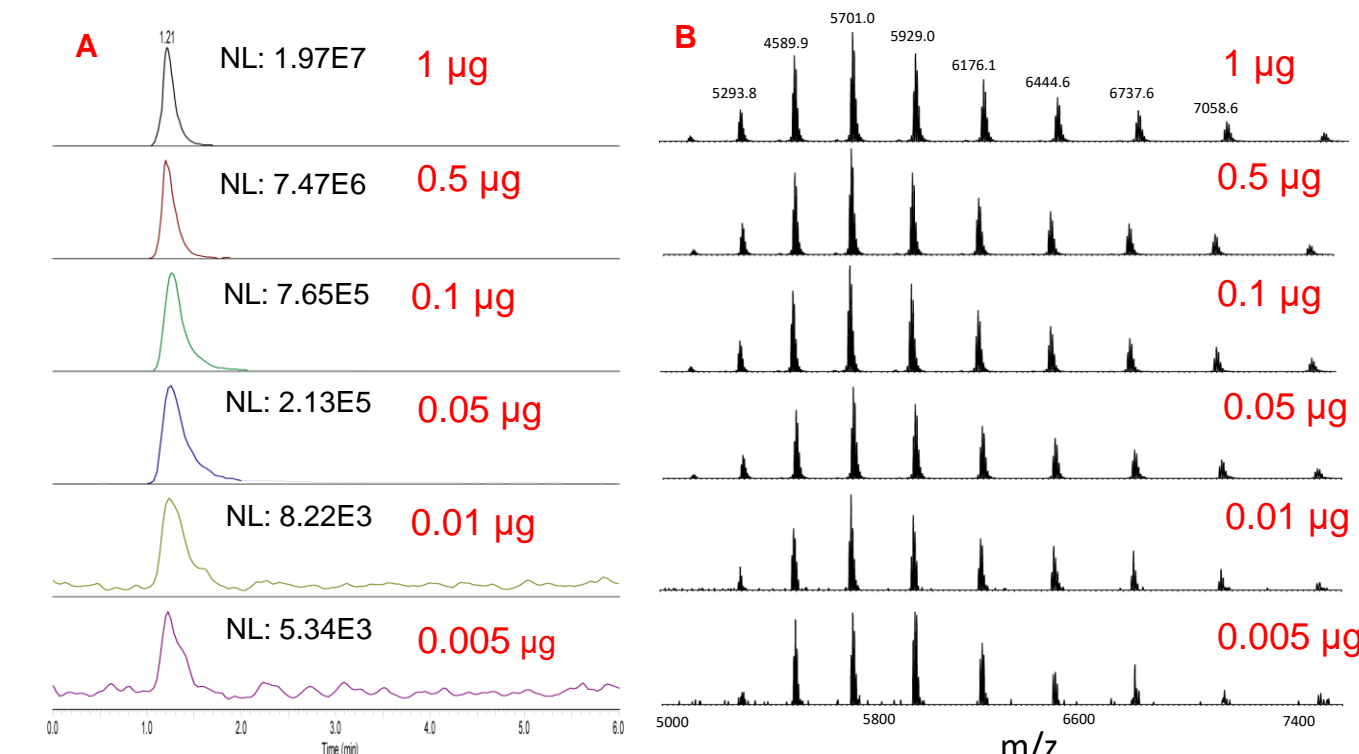 A
1.21
NL: 1.97E7
1 µg
NL: 7.47E6
0.5 µg
NL: 7.65E5
0.1 µg
NL: 2.13E5
0.05 µg
NL: 8.22E3
0.01 µg
NL: 5.34E3
0.005 µg
0.0 1.0 2.0 3.0 4.0 5.0 6.0
Time (min)
B
5293.8
4589.9
5701.0
5929.0
6176.1
6444.6
6737.6
7058.6
1 µg
0.5 µg
0.1 µg
0.05 µg
0.01 µg
0.005 µg
5000 5800 6600 7400
m/z